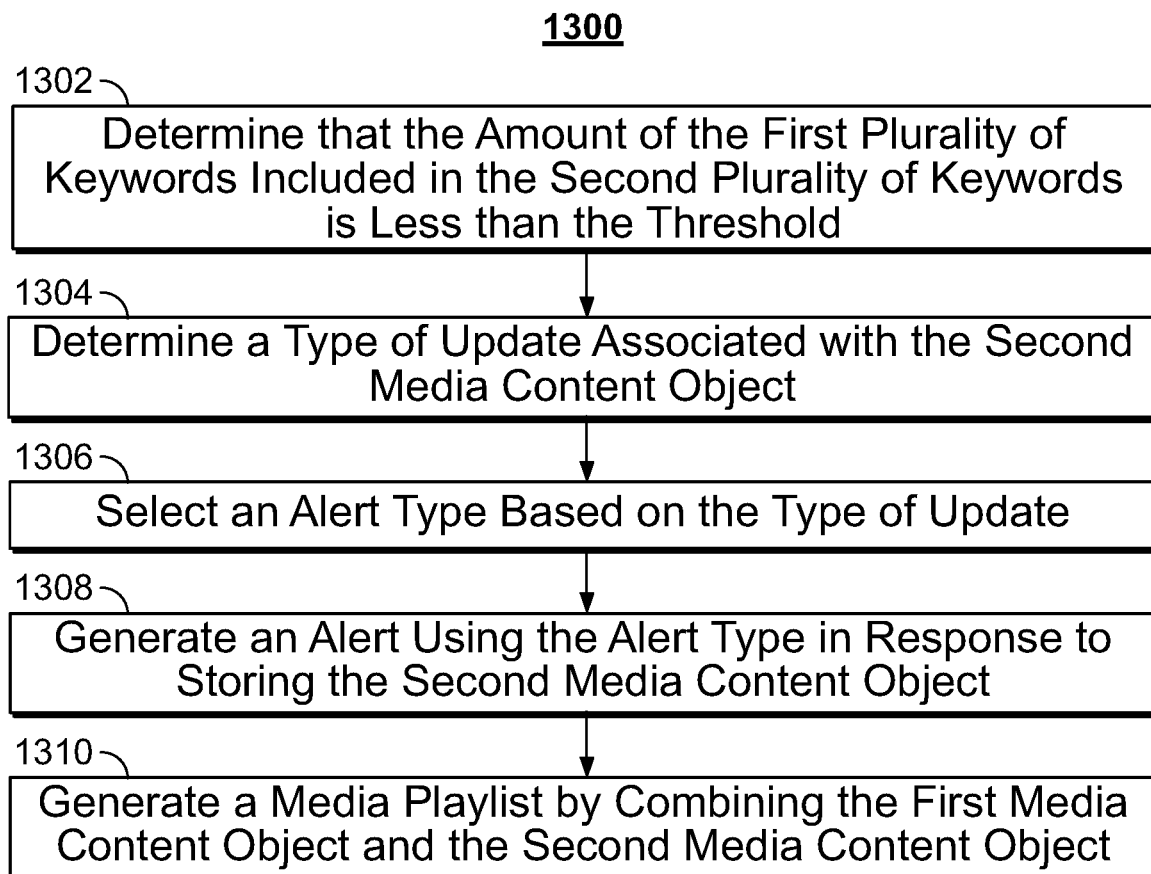 1300
1302
Determine that the Amount of the First Plurality of
Keywords Included in the Second Plurality of Keywords
is Less than the Threshold
1304
Determine a Type of Update Associated with the Second
Media Content Object
1306
Select an Alert Type Based on the Type of Update
1308
Generate an Alert Using the Alert Type in Response to
Storing the Second Media Content Object
1310
Generate a Media Playlist by Combining the First Media
Content Object and the Second Media Content Object